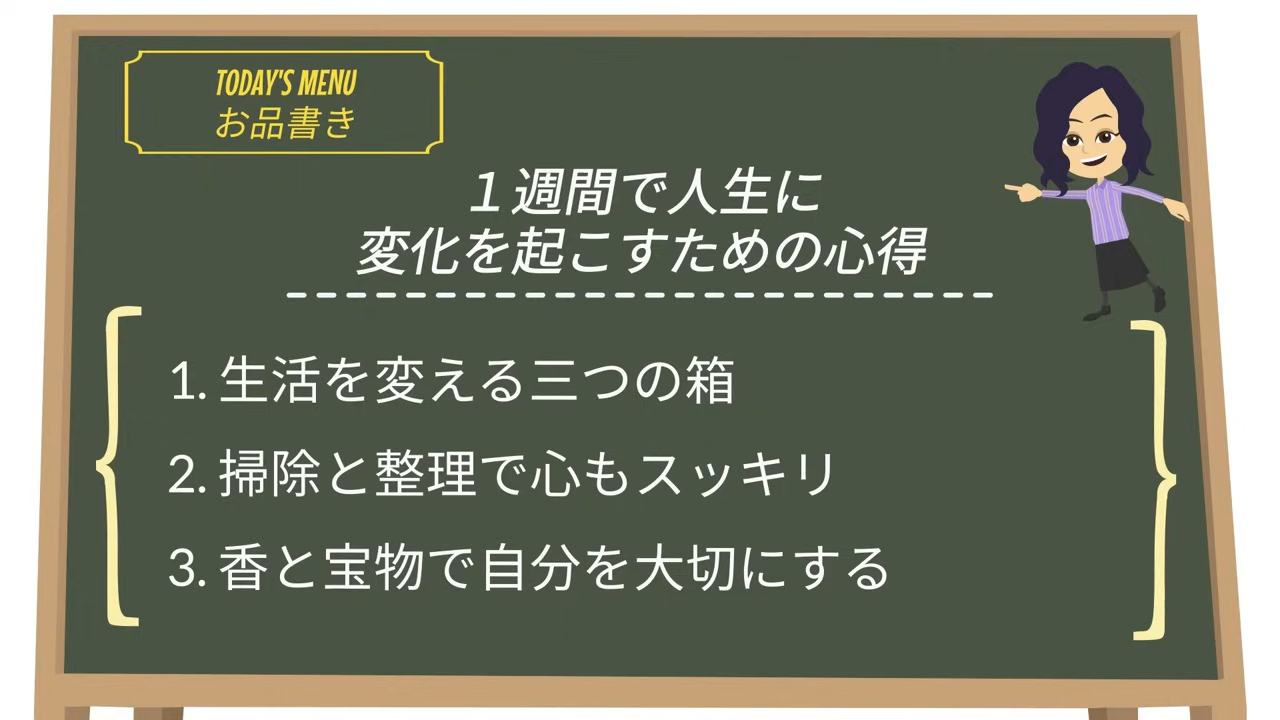 TODAY'S MENU
お品書き
１週間で人生に
変化を起こすための心得
1. 生活を変える三つの箱
2. 掃除と整理で心もスッキリ
3. 香と宝物で自分を大切にする